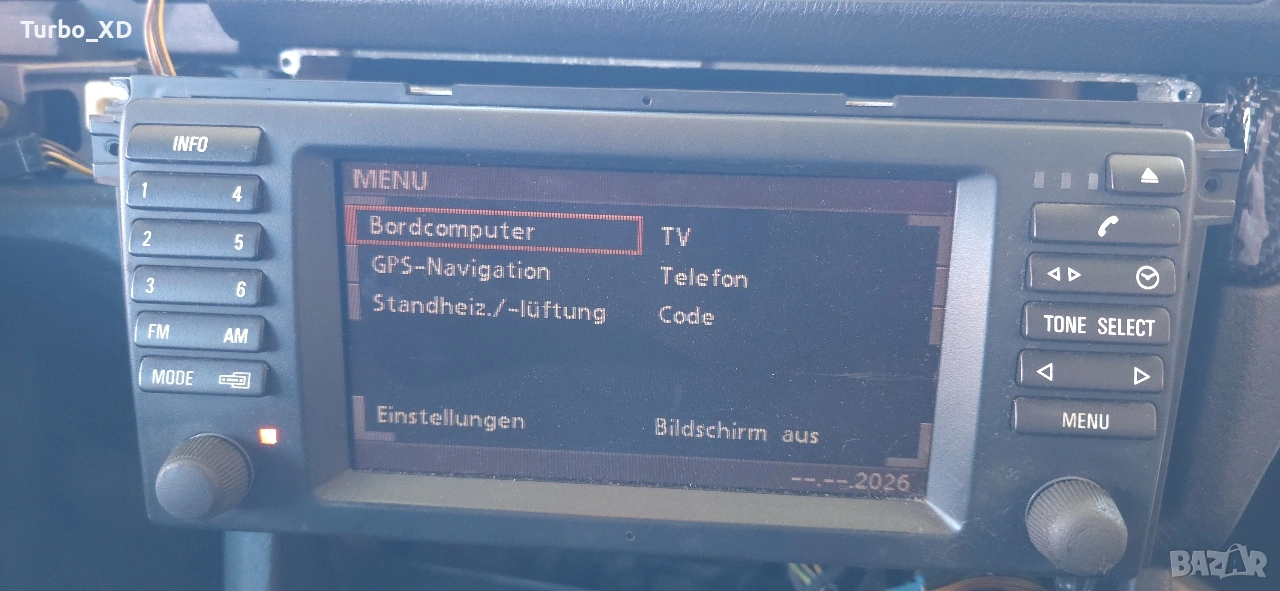 Turbo_XD
INFO
1 4
2 5
3 6
FM AM
MODE
MENU
Bordcomputer TV
GPS-Navigation Telefon
Standheiz./-lüftung Code
Einstellungen Bildschirm aus
--.--.2026
TONE SELECT
MENU
BAZAR